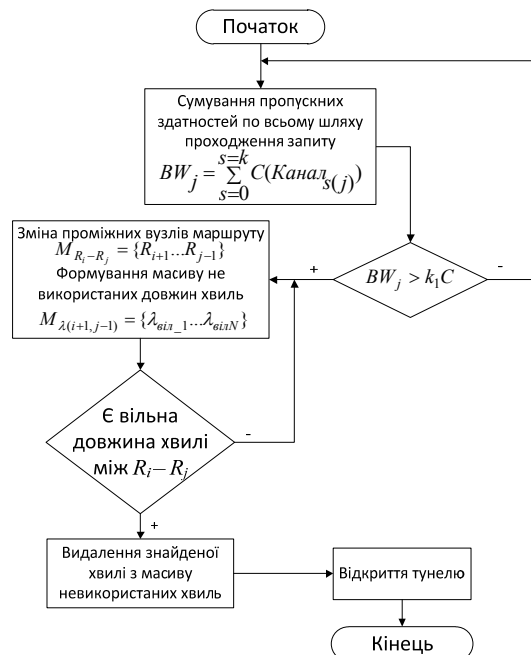 Початок
Сумування пропускних
здатностей по всьому шляху
проходження запиту
BW_j = \sum_{s=0}^{s=k} C(Канал_{s(j)})
Зміна проміжних вузлів маршруту
M_{R_i-R_j} = {R_{i+1}...R_{j-1}}
Формування масиву не
використаних довжин хвиль
M_{λ(i+1,j-1)} = {λ_{віл_1}...λ_{вілN}}
+
BW_j > k_1C
-
Є вільна
довжина хвилі
між R_i – R_j
-
+
Видалення знайденої
хвилі з масиву
невикористаних хвиль
Відкриття тунелю
Кінець